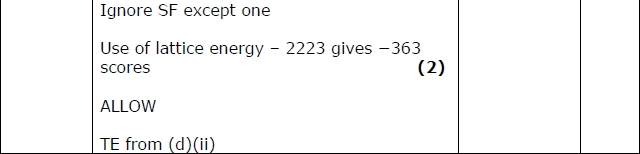 Ignore SF except one
Use of lattice energy – 2223 gives −363
scores (2)
ALLOW
TE from (d)(ii)